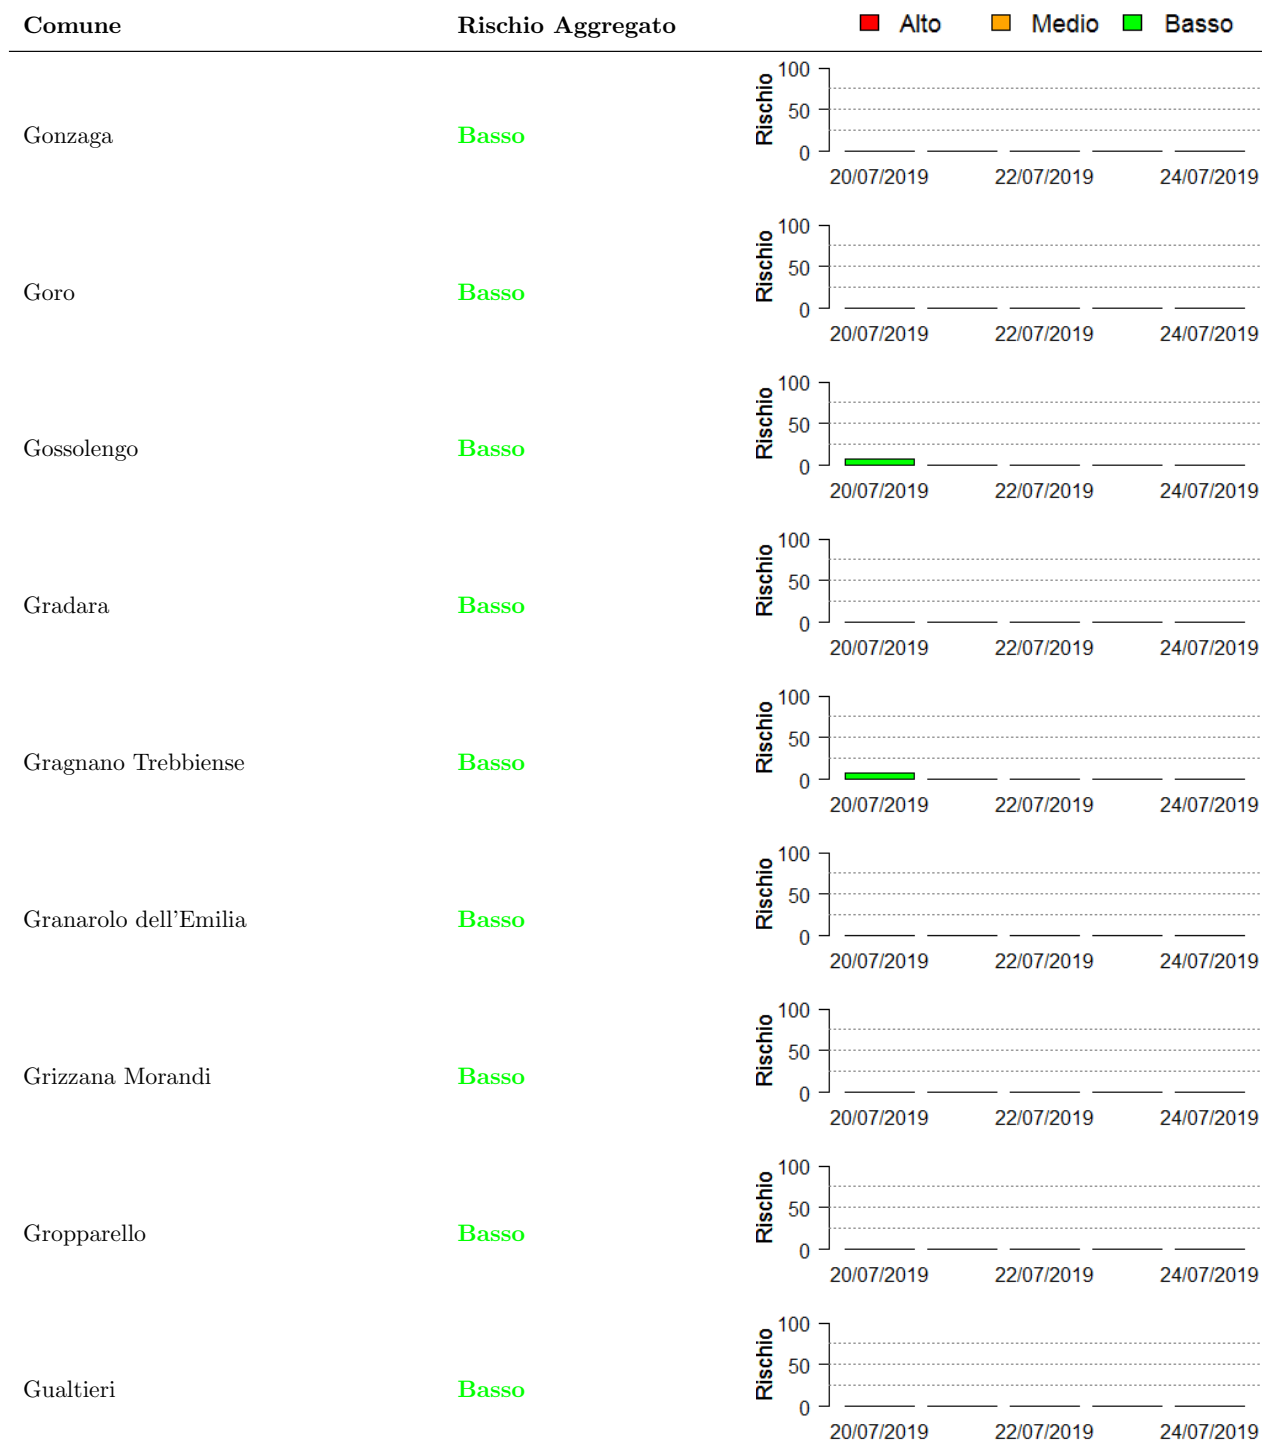 Comune Rischio Aggregato Alto Medio Basso
Gonzaga Basso
Rischio
100
50
0
20/07/2019 22/07/2019 24/07/2019
Goro Basso
Rischio
100
50
0
20/07/2019 22/07/2019 24/07/2019
Gossolengo Basso
Rischio
100
50
0
20/07/2019 22/07/2019 24/07/2019
Gradara Basso
Rischio
100
50
0
20/07/2019 22/07/2019 24/07/2019
Gragnano Trebbiense Basso
Rischio
100
50
0
20/07/2019 22/07/2019 24/07/2019
Granarolo dell'Emilia Basso
Rischio
100
50
0
20/07/2019 22/07/2019 24/07/2019
Grizzana Morandi Basso
Rischio
100
50
0
20/07/2019 22/07/2019 24/07/2019
Gropparello Basso
Rischio
100
50
0
20/07/2019 22/07/2019 24/07/2019
Gualtieri Basso
Rischio
100
50
0
20/07/2019 22/07/2019 24/07/2019